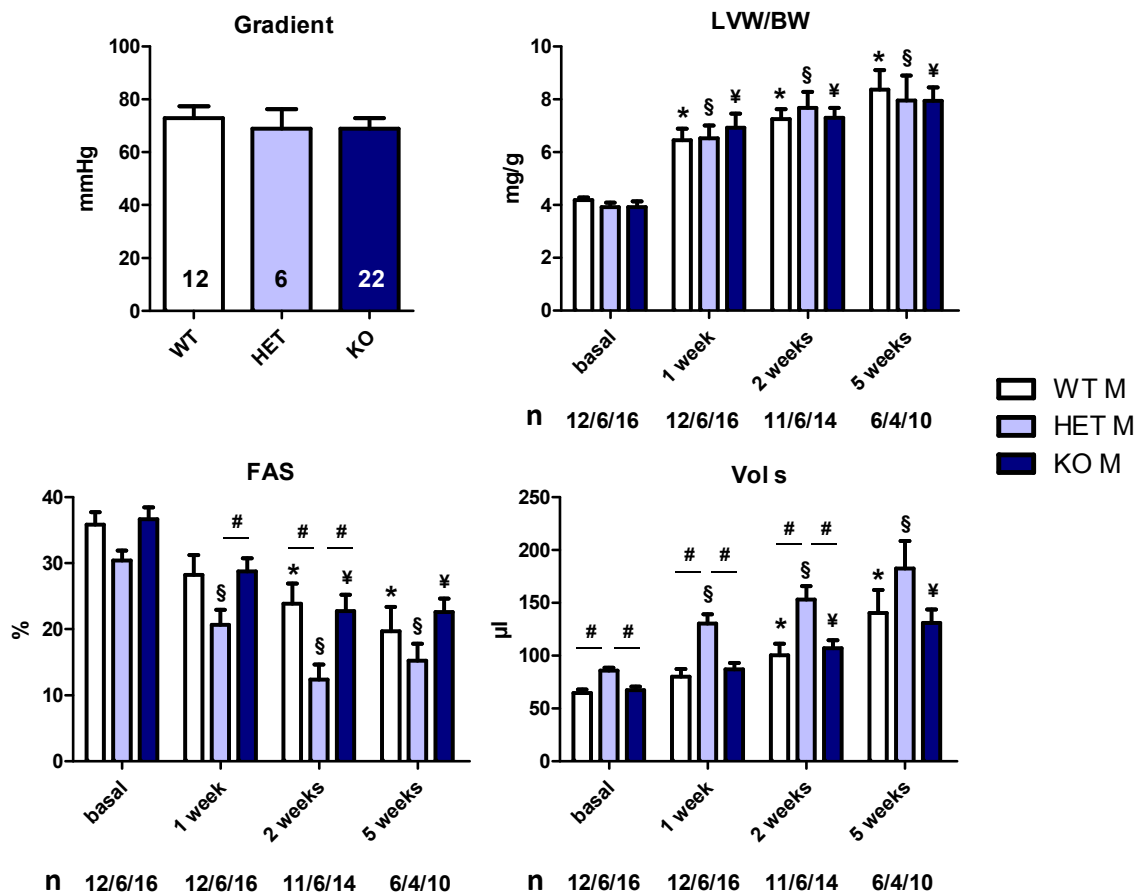 Gradient
mmHg
100
80
60
40
20
0
12
6
22
WT
HET
KO
LVW/BW
mg/g
10
8
6
4
2
0
* § ¥
* § ¥
* § ¥
basal
1 week
2 weeks
5 weeks
n 12/6/16 12/6/16 11/6/14 6/4/10
WT M
HET M
KO M
FAS
%
40
30
20
10
0
#
§
# #
* § ¥
* § ¥
basal
1 week
2 weeks
5 weeks
n 12/6/16 12/6/16 11/6/14 6/4/10
Vol s
µl
250
200
150
100
50
0
# #
# #
§
# #
* § ¥
* § ¥
basal
1 week
2 weeks
5 weeks
n 12/6/16 12/6/16 11/6/14 6/4/10